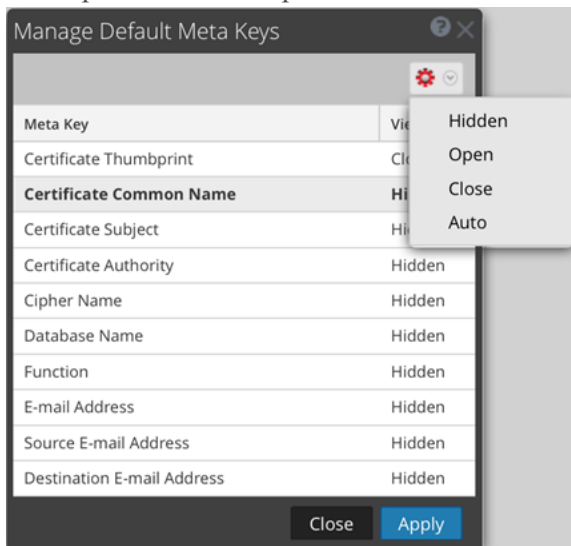 Manage Default Meta Keys
Hidden
Open
Close
Auto
Meta Key
Certificate Thumbprint
Certificate Common Name
Certificate Subject
Certificate Authority Hidden
Cipher Name Hidden
Database Name Hidden
Function Hidden
E-mail Address Hidden
Source E-mail Address Hidden
Destination E-mail Address Hidden
Close Apply